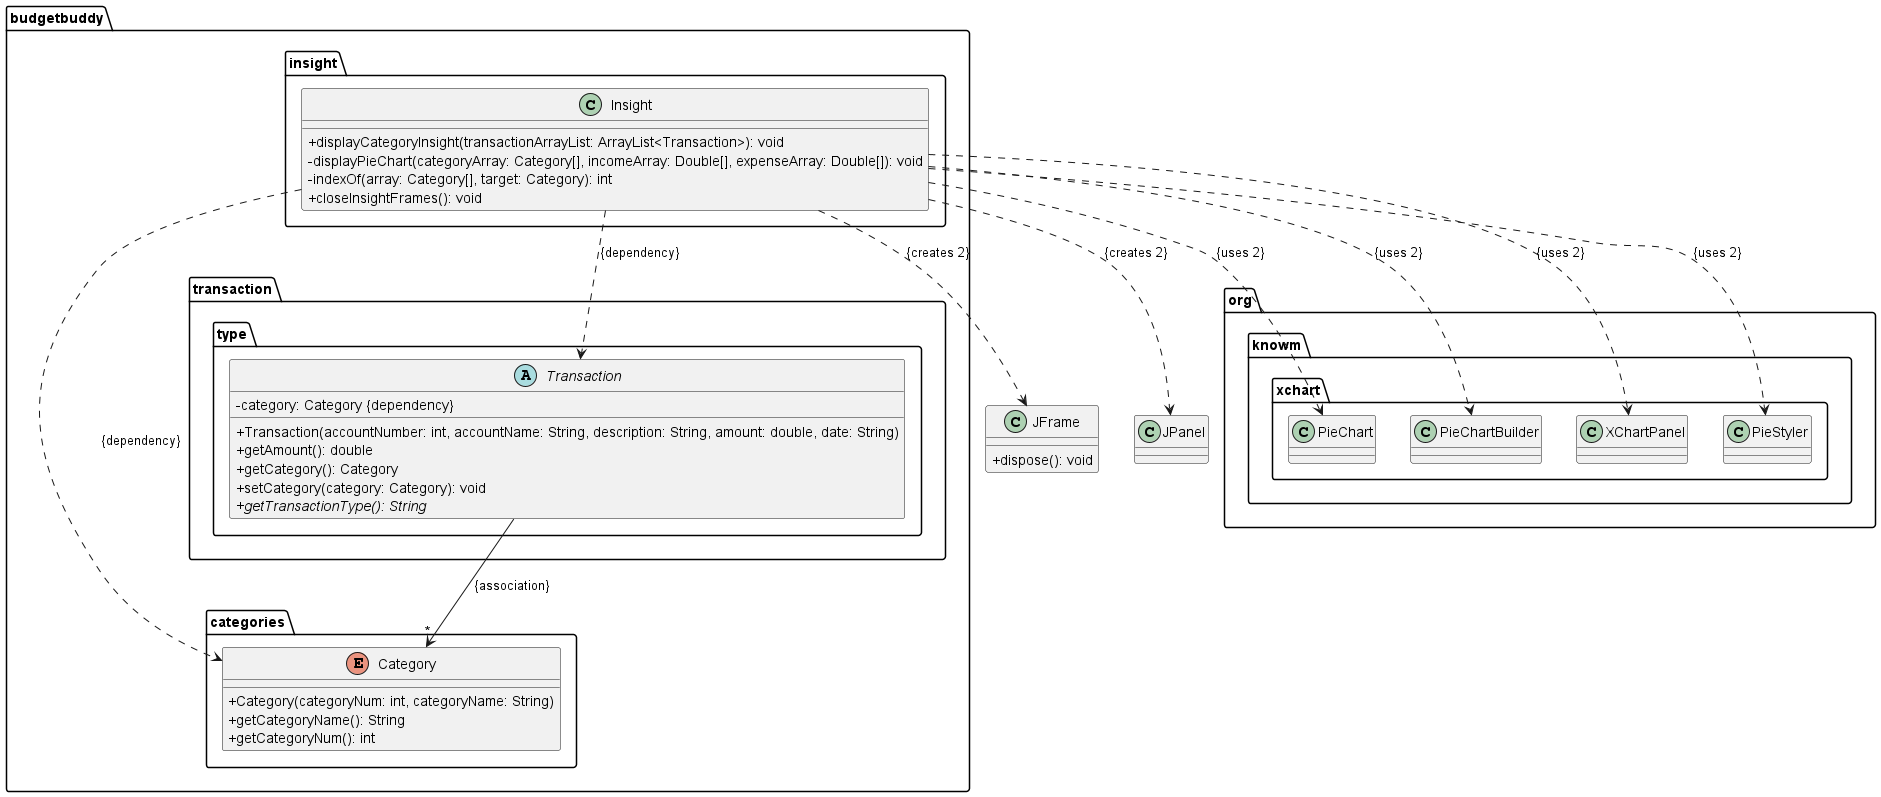 budgetbuddy
insight
C Insight
+displayCategoryInsight(transactionArrayList: ArrayList<Transaction>): void
-displayPieChart(categoryArray: Category[], incomeArray: Double[], expenseArray: Double[]): void
-indexOf(array: Category[], target: Category): int
+closeInsightFrames(): void
{dependency}
{creates 2}
{creates 2}
{uses 2}
{uses 2}
{uses 2}
{uses 2}
transaction
type
A Transaction
-category: Category {dependency}
+Transaction(accountNumber: int, accountName: String, description: String, amount: double, date: String)
+getAmount(): double
+getCategory(): Category
+setCategory(category: Category): void
+getTransactionType(): String
C JFrame
+dispose(): void
C JPanel
org
knowm
xchart
C PieChart
C PieChartBuilder
C XChartPanel
C PieStyler
{dependency}
{association}
*
categories
E Category
+Category(categoryNum: int, categoryName: String)
+getCategoryName(): String
+getCategoryNum(): int